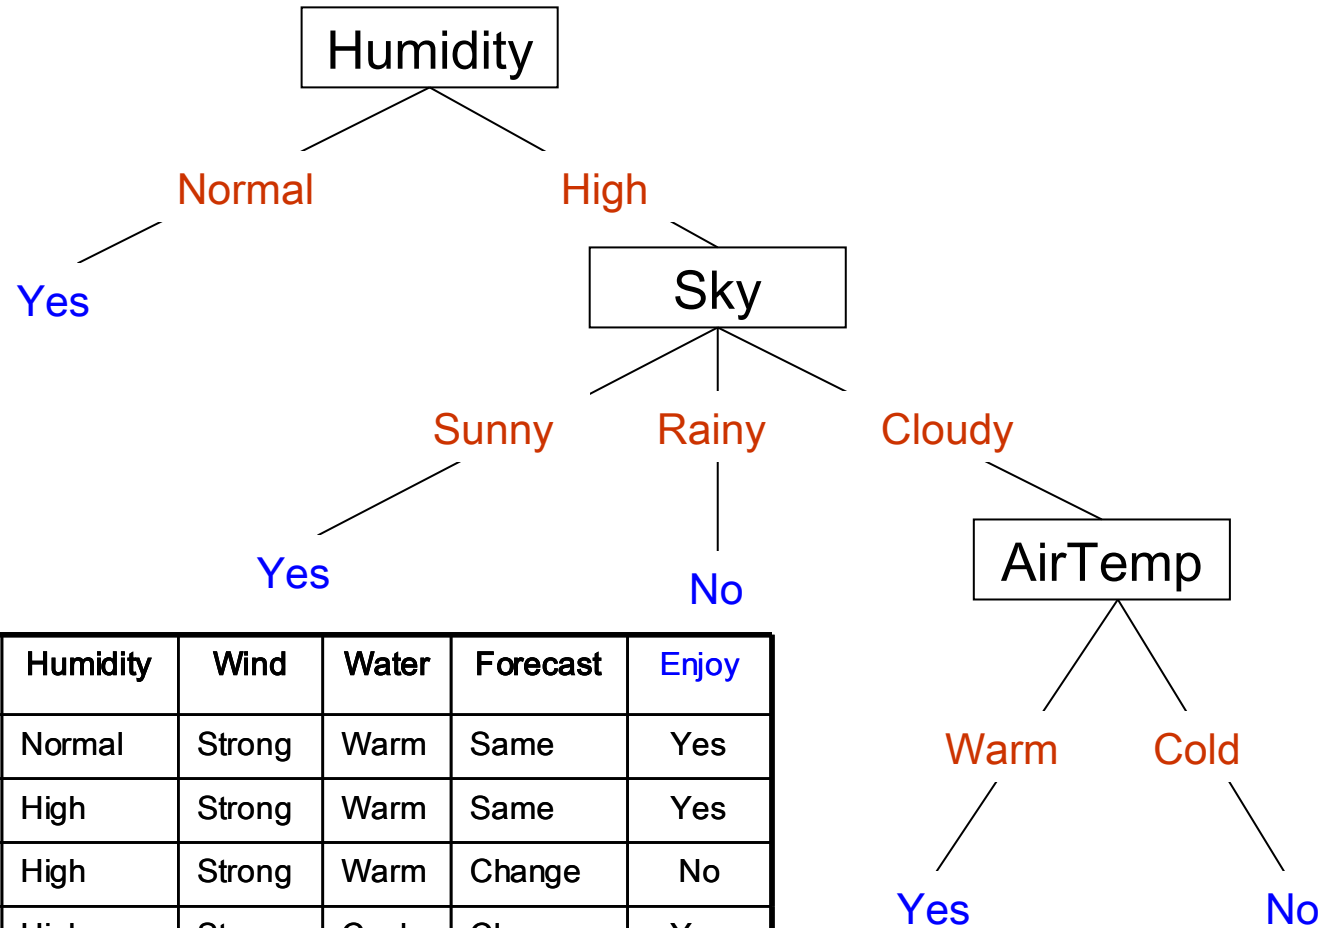 Humidity
Normal High
Sky
Yes
Sunny Rainy Cloudy
AirTemp
Yes
No
Humidity Wind Water Forecast Enjoy
Normal Strong Warm Same Yes
Warm Cold
High Strong Warm Same Yes
High Strong Warm Change No
Yes No